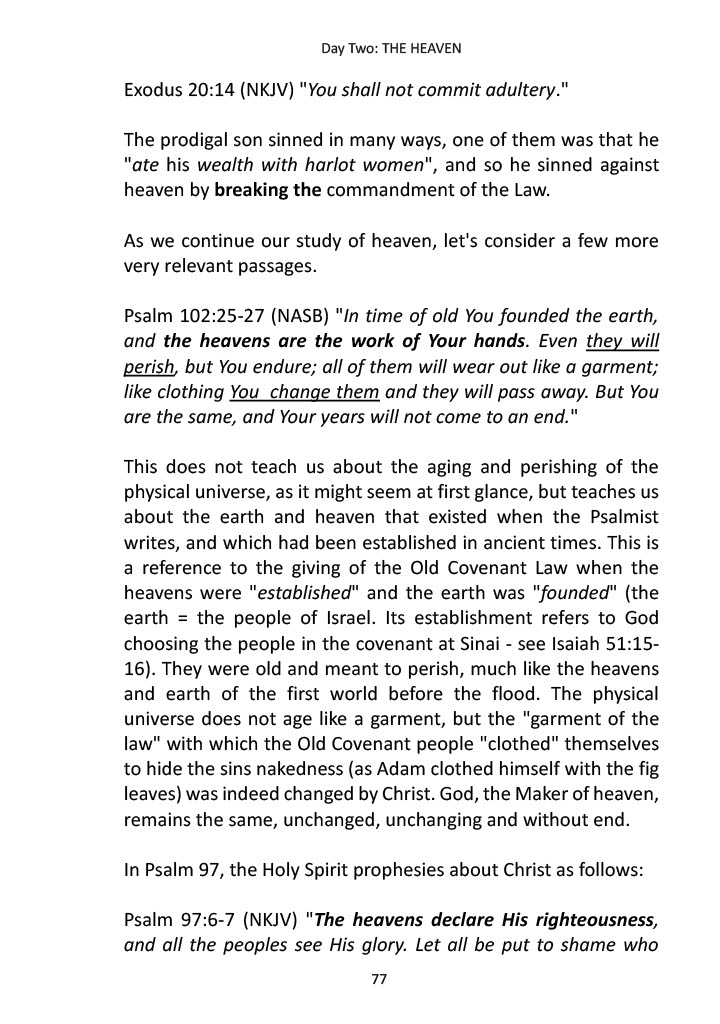 Day Two: THE HEAVEN
Exodus 20:14 (NKJV) "You shall not commit adultery."
The prodigal son sinned in many ways, one of them was that he
"ate his wealth with harlot women", and so he sinned against
heaven by breaking the commandment of the Law.
As we continue our study of heaven, let's consider a few more
very relevant passages.
Psalm 102:25-27 (NASB) "In time of old You founded the earth,
and the heavens are the work of Your hands. Even they will
perish, but You endure; all of them will wear out like a garment;
like clothing You  change them and they will pass away. But You
are the same, and Your years will not come to an end."
This does not teach us about the aging and perishing of the
physical universe, as it might seem at first glance, but teaches us
about the earth and heaven that existed when the Psalmist
writes, and which had been established in ancient times. This is
a reference to the giving of the Old Covenant Law when the
heavens were "established" and the earth was "founded" (the
earth = the people of Israel. Its establishment refers to God
choosing the people in the covenant at Sinai - see Isaiah 51:15-
16). They were old and meant to perish, much like the heavens
and earth of the first world before the flood. The physical
universe does not age like a garment, but the "garment of the
law" with which the Old Covenant people "clothed" themselves
to hide the sins nakedness (as Adam clothed himself with the fig
leaves) was indeed changed by Christ. God, the Maker of heaven,
remains the same, unchanged, unchanging and without end.
In Psalm 97, the Holy Spirit prophesies about Christ as follows:
Psalm 97:6-7 (NKJV) "The heavens declare His righteousness,
and all the peoples see His glory. Let all be put to shame who
77